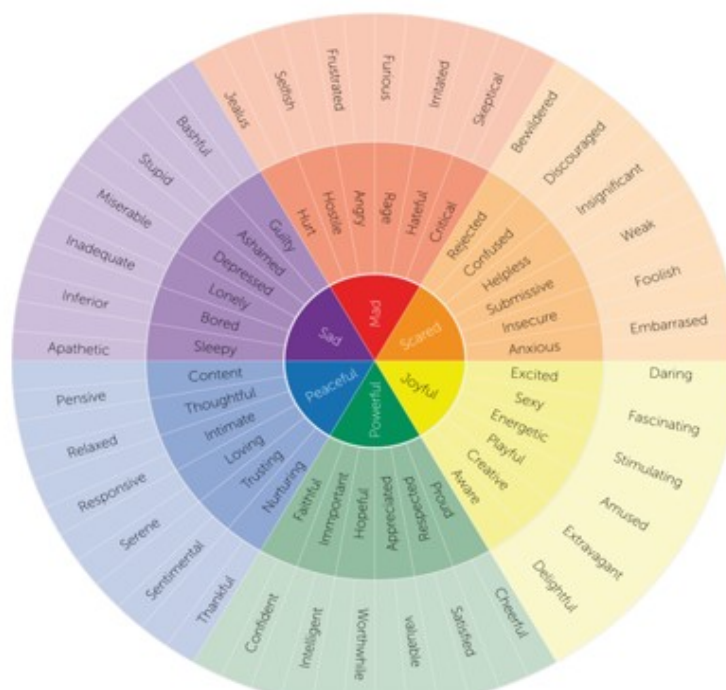 Mad
Scared
Joyful
Powerful
Peaceful
Sad
Hurt
Hostile
Angry
Rage
Hateful
Critical
Rejected
Confused
Helpless
Submissive
Insecure
Anxious
Excited
Sexy
Energetic
Playful
Creative
Aware
Proud
Respected
Appreciated
Hopeful
Immportant
Faithful
Nurturing
Trusting
Loving
Intimate
Thoughtful
Content
Sleepy
Bored
Lonely
Depressed
Ashamed
Guilty
Jealus
Selfish
Frustrated
Furious
Irritated
Skeptical
Bewildered
Discouraged
Insignificant
Weak
Foolish
Embarrased
Daring
Fascinating
Stimulating
Amused
Extravagant
Delightful
Cheerful
Satisfied
valuable
Worthwhile
Intelligent
Confident
Thankful
Sentimental
Serene
Responsive
Relaxed
Pensive
Apathetic
Inferior
Inadequate
Miserable
Stupid
Bashful